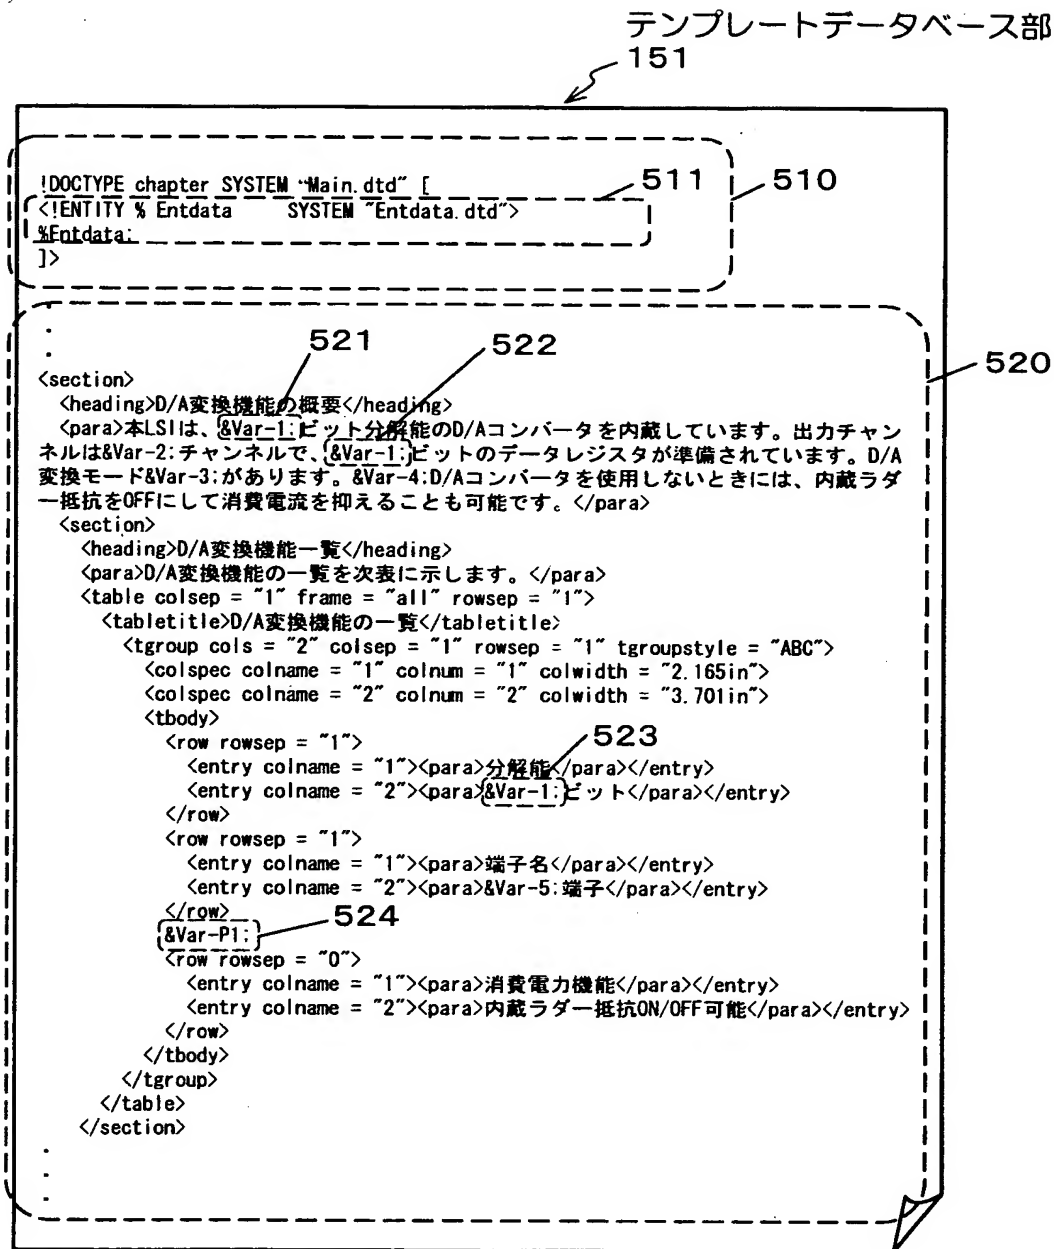 テンプレートデータベース部
151
!DOCTYPE chapter SYSTEM "Main.dtd" [
511
510
<!ENTITY % Entdata SYSTEM "Entdata.dtd">
%Entdata;
]>
.
.
.
521
522
520
<section>
<heading>D/A変換機能の概要</heading>
<para>本LSIは、&Var-1;ビット分解能のD/Aコンバータを内蔵しています。出力チャン
ネルは&Var-2;チャンネルで、&Var-1;ビットのデータレジスタが準備されています。D/A
変換モード&Var-3;があります。&Var-4;D/Aコンバータを使用しないときには、内蔵ラダ
ー抵抗をOFFにして消費電流を抑えることも可能です。</para>
<section>
<heading>D/A変換機能一覧</heading>
<para>D/A変換機能の一覧を次表に示します。</para>
<table colsep = "1" frame = "all" rowsep = "1">
<tabletitle>D/A変換機能の一覧</tabletitle>
<tgroup cols = "2" colsep = "1" rowsep = "1" tgroupstyle = "ABC">
<colspec colname = "1" colnum = "1" colwidth = "2.165in">
<colspec colname = "2" colnum = "2" colwidth = "3.701in">
<tbody>
<row rowsep = "1">
523
<entry colname = "1"><para>分解能</para></entry>
<entry colname = "2"><para>&Var-1;ビット</para></entry>
</row>
<row rowsep = "1">
<entry colname = "1"><para>端子名</para></entry>
<entry colname = "2"><para>&Var-5;端子</para></entry>
</row>
524
&Var-P1;
<row rowsep = "0">
<entry colname = "1"><para>消費電力機能</para></entry>
<entry colname = "2"><para>内蔵ラダー抵抗ON/OFF可能</para></entry>
</row>
</tbody>
</tgroup>
</table>
</section>
.
.
.